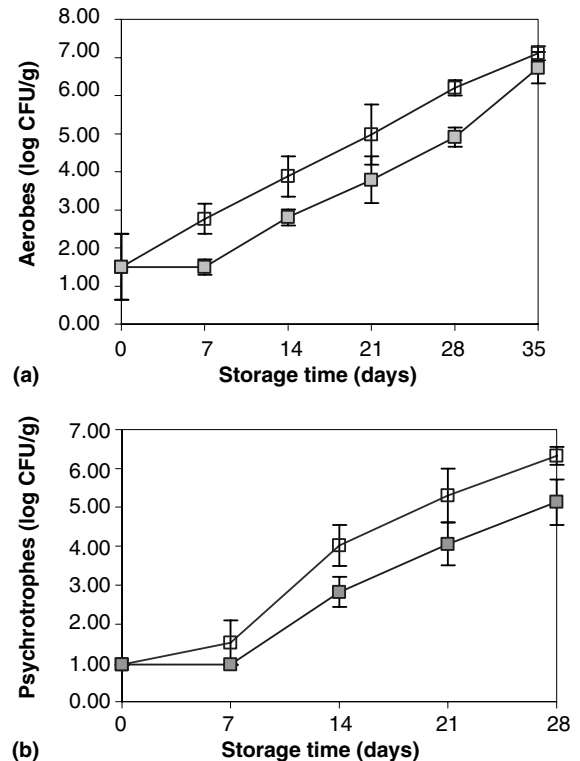 8.00
7.00
6.00
5.00
4.00
3.00
2.00
1.00
0.00
Aerobes (log CFU/g)
0 7 14 21 28 35
(a) Storage time (days)
7.00
6.00
5.00
4.00
3.00
2.00
1.00
0.00
Psychrotrophes (log CFU/g)
0 7 14 21 28
(b) Storage time (days)